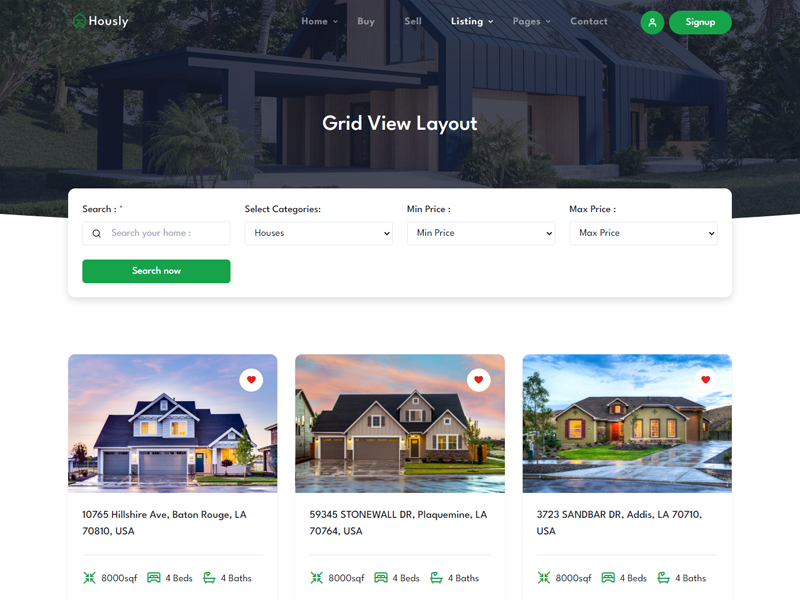 Hously
Home Buy Sell Listing Pages Contact Signup
Grid View Layout
Search : * Select Categories: Min Price : Max Price :
Search your home : Houses Min Price Max Price
Search now
10765 Hillshire Ave, Baton Rouge, LA
70810, USA
8000sqf 4 Beds 4 Baths
59345 STONEWALL DR, Plaquemine, LA
70764, USA
8000sqf 4 Beds 4 Baths
3723 SANDBAR DR, Addis, LA 70710,
USA
8000sqf 4 Beds 4 Baths